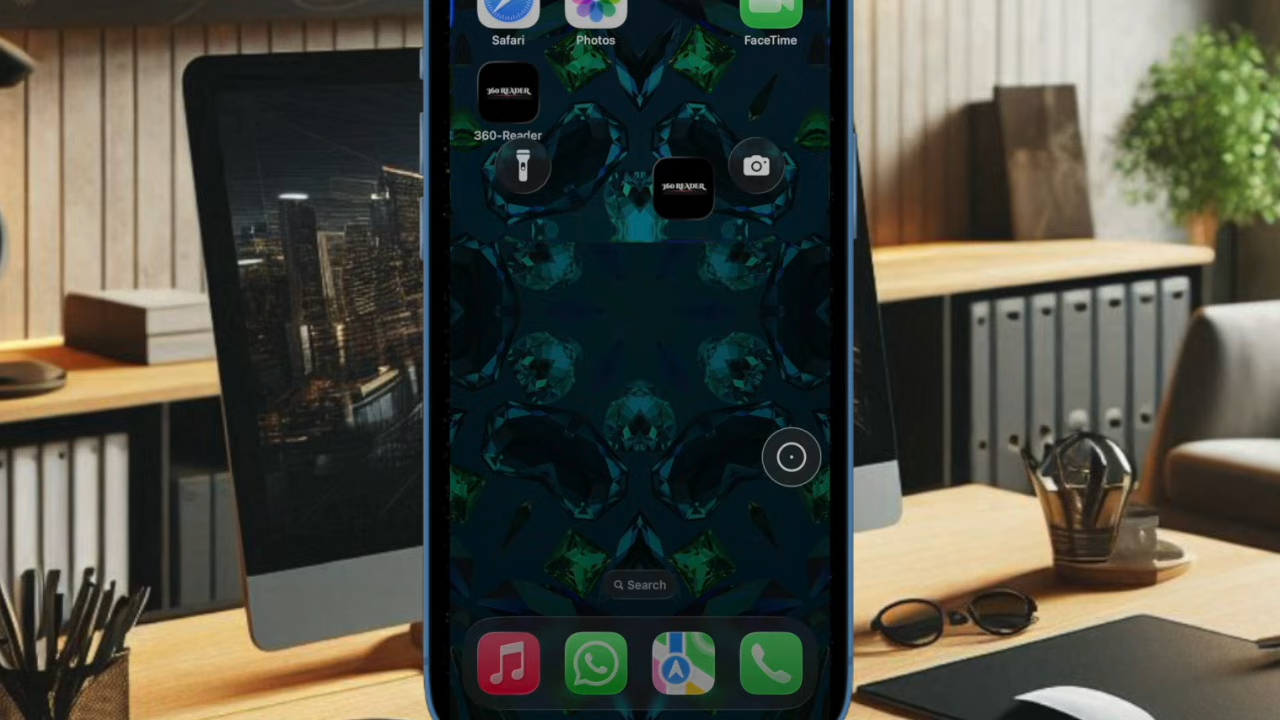 Safari
Photos
FaceTime
360 READER
360-Reader
360 READER
Search